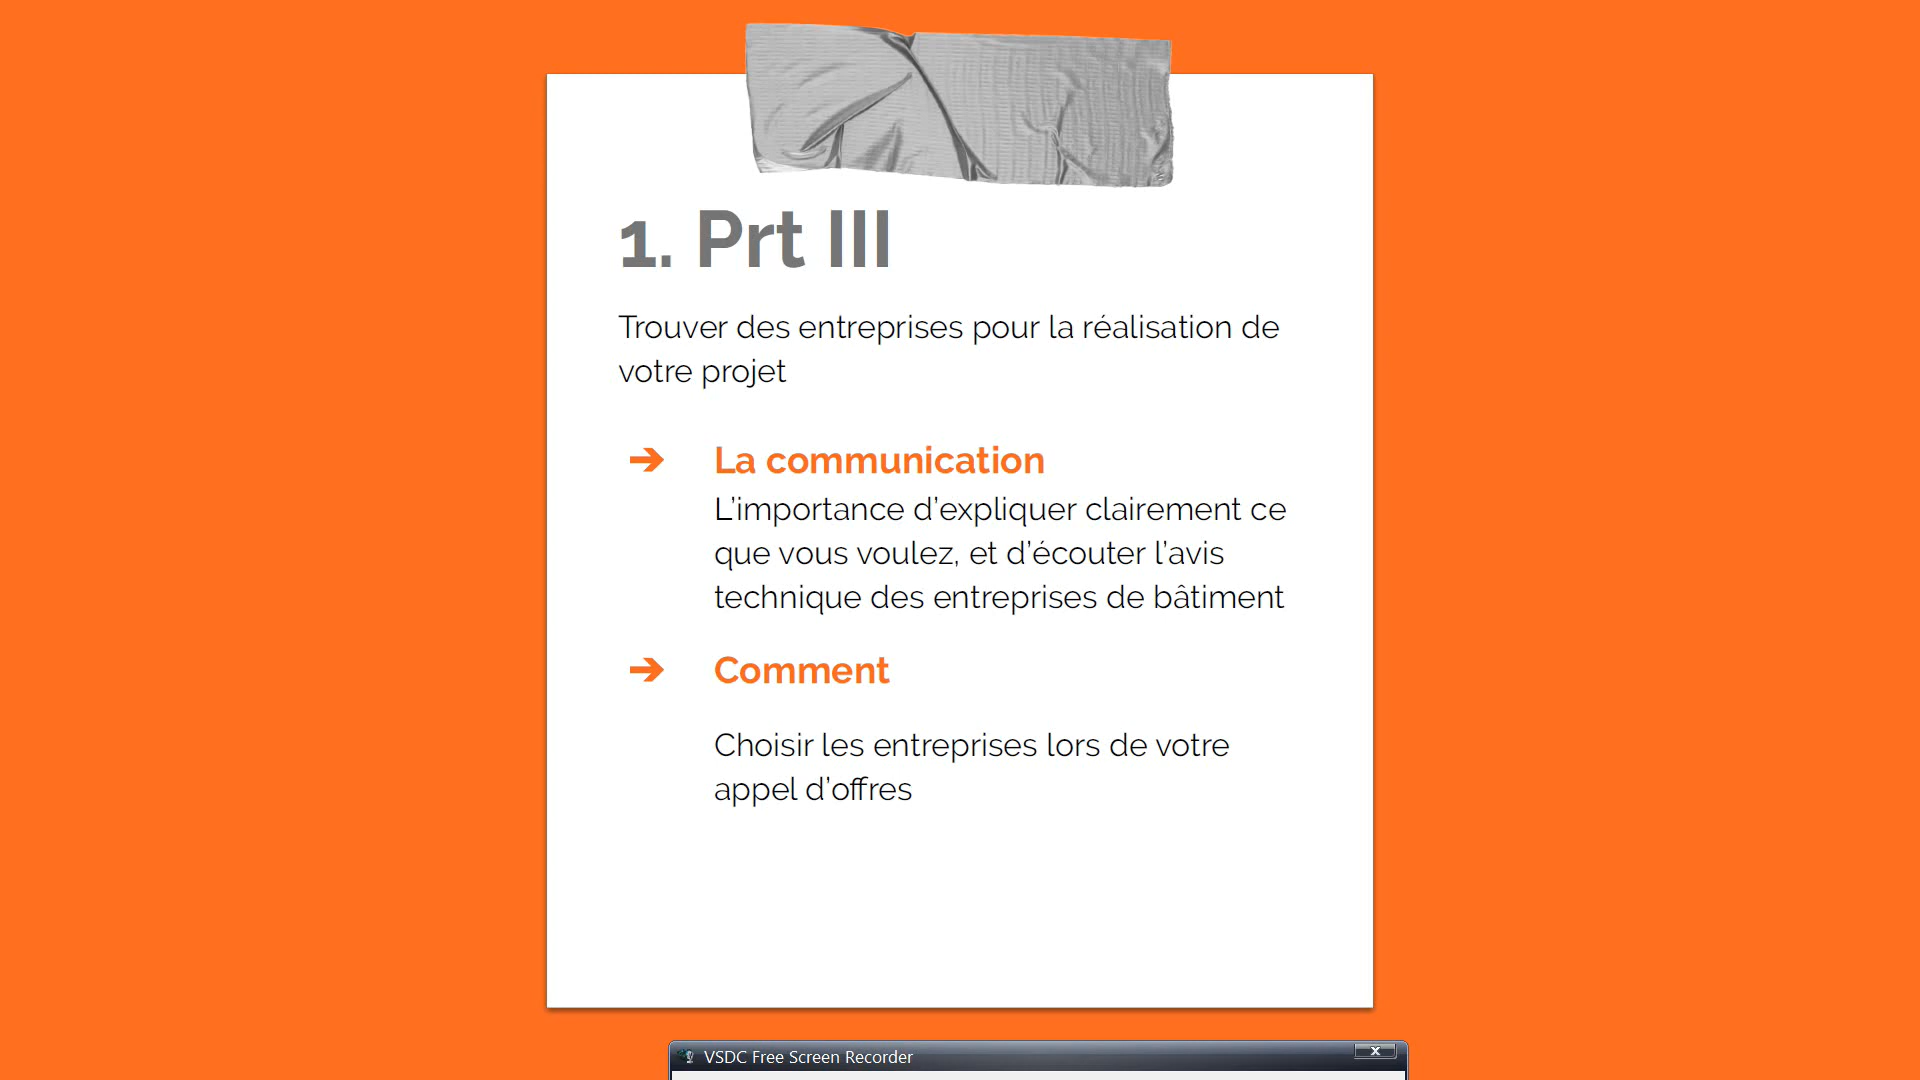 1. Prt III
Trouver des entreprises pour la réalisation de
votre projet
➔ La communication
L’importance d’expliquer clairement ce
que vous voulez, et d’écouter l’avis
technique des entreprises de bâtiment
➔ Comment
Choisir les entreprises lors de votre
appel d’offres
VSDC Free Screen Recorder